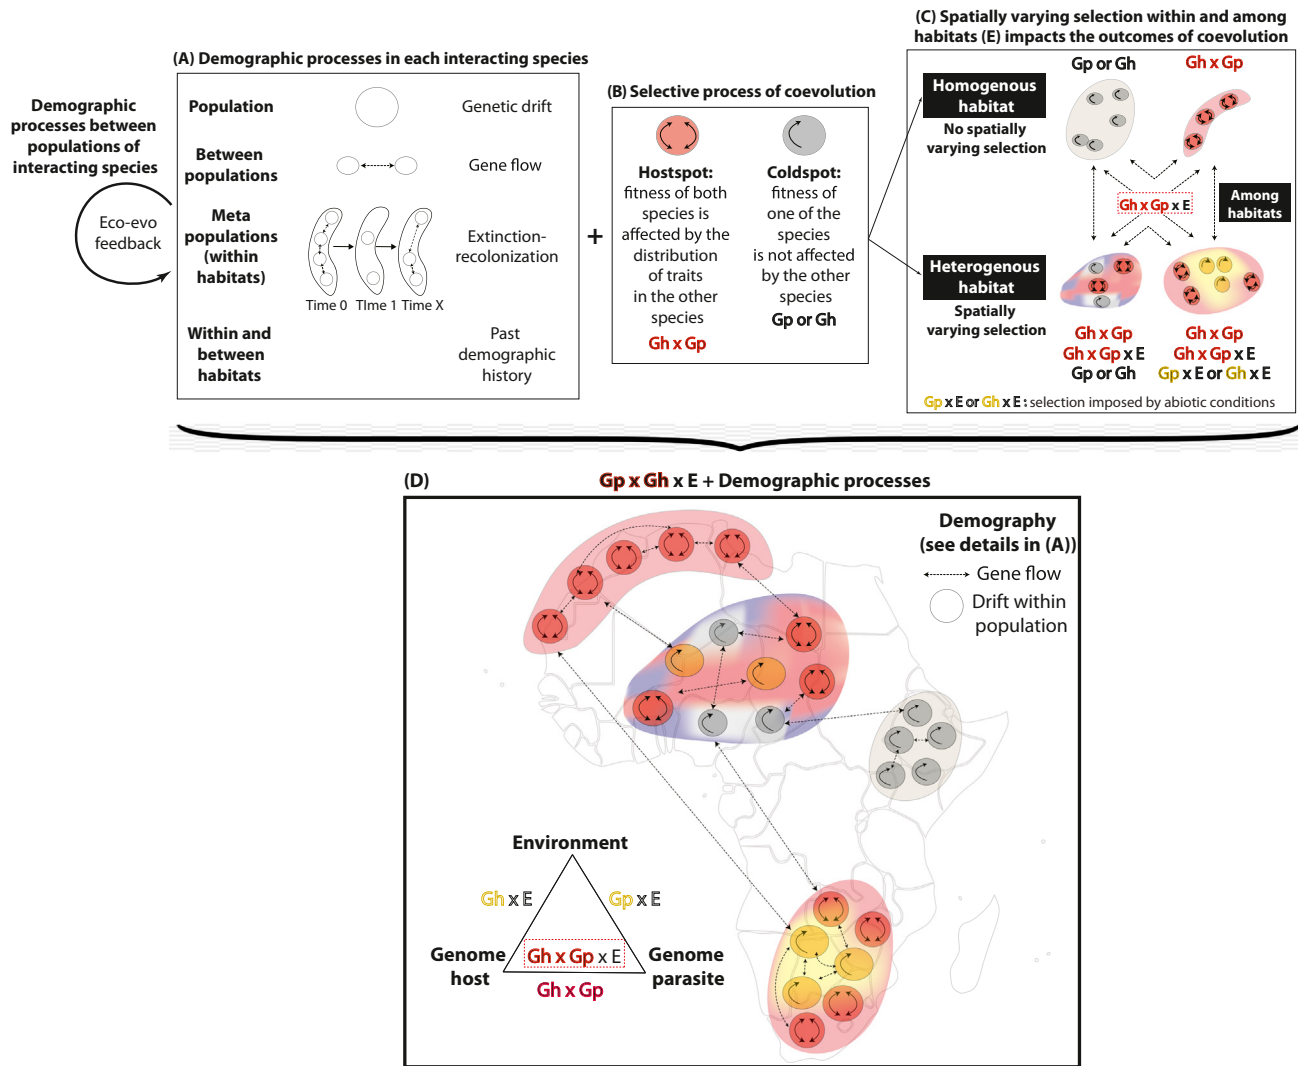 (A) Demographic processes in each interacting species
Demographic
processes between
populations of
interacting species
Eco-evo
feedback
Population
Genetic drift
Between
populations
Gene flow
Meta
populations
(within
habitats)
Extinction-
recolonization
Time 0
TIme 1
Time X
Within and
between
habitats
Past
demographic
history
+
(B) Selective process of coevolution
Hostspot:
fitness of both
species is
affected by the
distribution
of traits
in the other
species
Gh x Gp
Coldspot:
fitness of
one of the
species
is not affected
by the other
species
Gp or Gh
(C) Spatially varying selection within and among
habitats (E) impacts the outcomes of coevolution
Gp or Gh
Gh x Gp
Homogenous
habitat
No spatially
varying selection
Gh x Gp x E
Among
habitats
Heterogenous
habitat
Spatially
varying selection
Gh x Gp
Gh x Gp x E
Gp or Gh
Gh x Gp
Gh x Gp x E
Gp x E or Gh x E
Gp x E or Gh x E : selection imposed by abiotic conditions
(D)
Gp x Gh x E + Demographic processes
Demography
(see details in (A))
Gene flow
Drift within
population
Environment
Gh x E
Gp x E
Genome
host
Gh x Gp x E
Genome
parasite
Gh x Gp